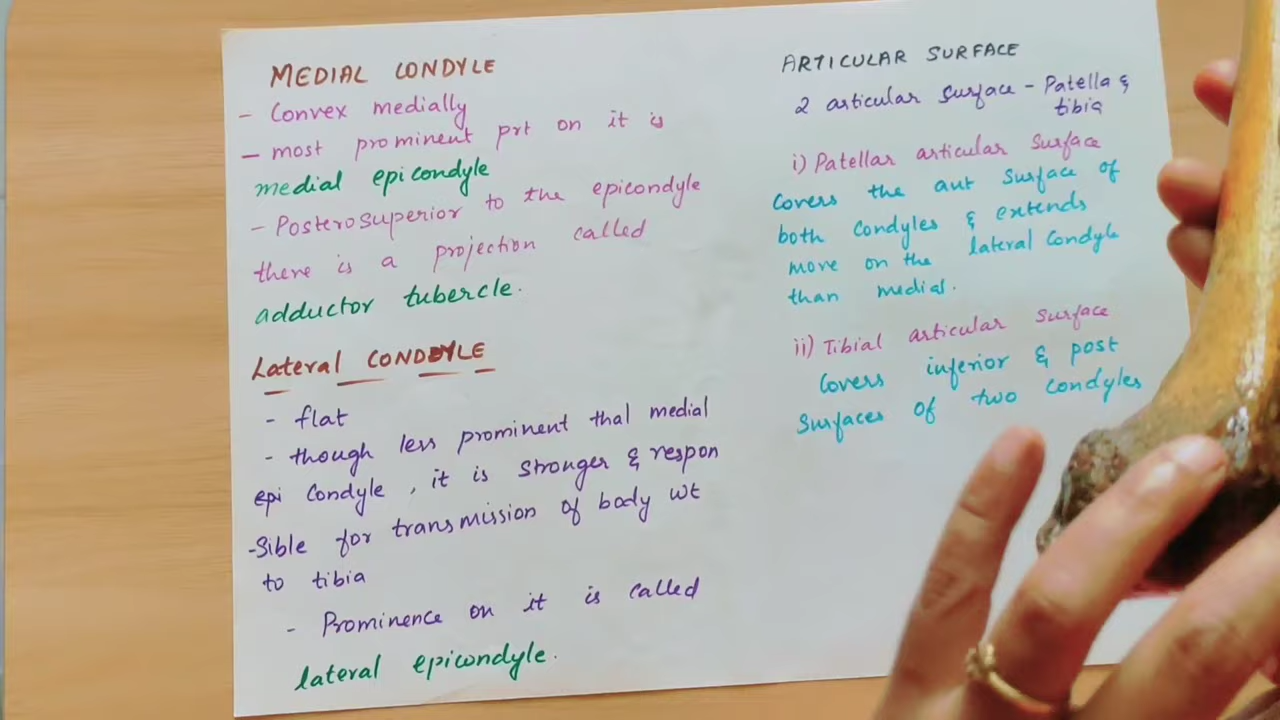 MEDIAL CONDYLE
- Convex medially
- most prominent prt on it is
medial epicondyle
- Posterosuperior to the epicondyle
there is a projection called
adductor tubercle.
Lateral CONDYLE
- flat
- though less prominent thal medial
epi Condyle, it is stronger & respon
-Sible for transmission of body wt
to tibia
- Prominence on it is called
lateral epicondyle.
ARTICULAR SURFACE
2 articular surface - Patella &
tibia
i) Patellar articular Surface
Covers the ant Surface of
both Condyles & extends
more on the lateral Condyle
than medial.
ii) Tibial articular surface
Covers inferior & post
Surfaces of two Condyles